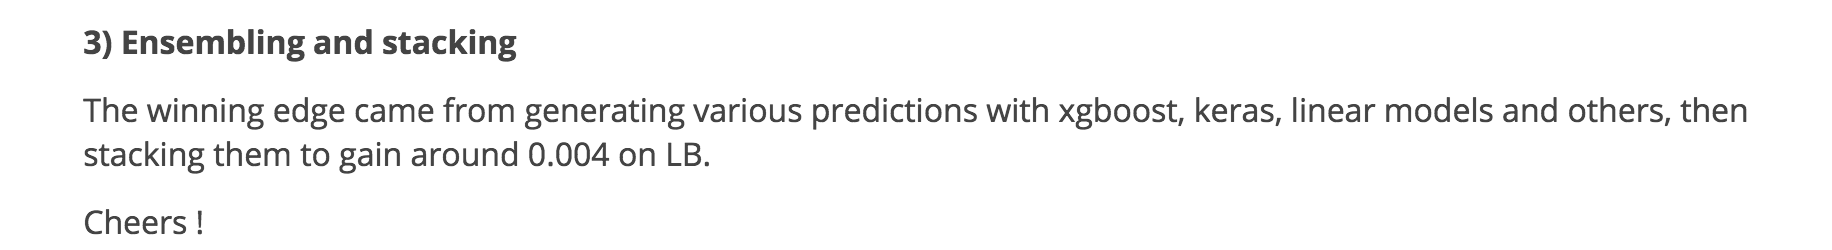 3) Ensembling and stacking
The winning edge came from generating various predictions with xgboost, keras, linear models and others, then
stacking them to gain around 0.004 on LB.
Cheers !